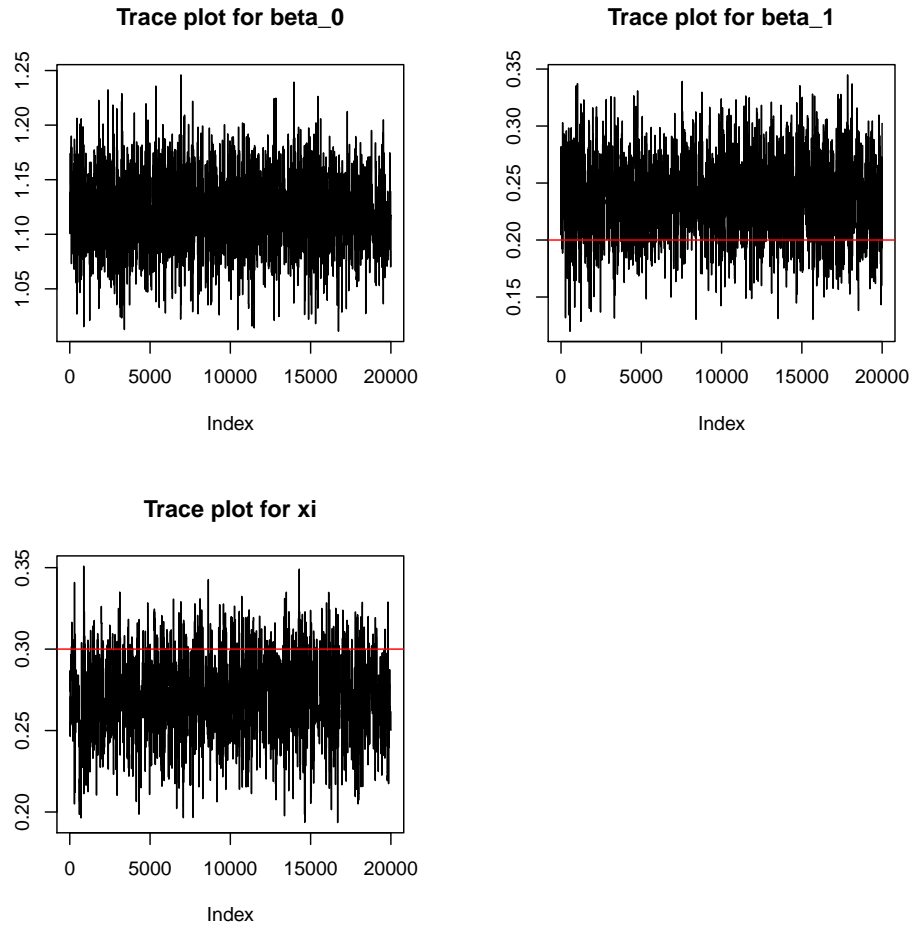 Trace plot for beta_0
1.05 1.10 1.15 1.20 1.25
0 5000 10000 15000 20000
Index
Trace plot for beta_1
0.15 0.20 0.25 0.30 0.35
0 5000 10000 15000 20000
Index
Trace plot for xi
0.20 0.25 0.30 0.35
0 5000 10000 15000 20000
Index